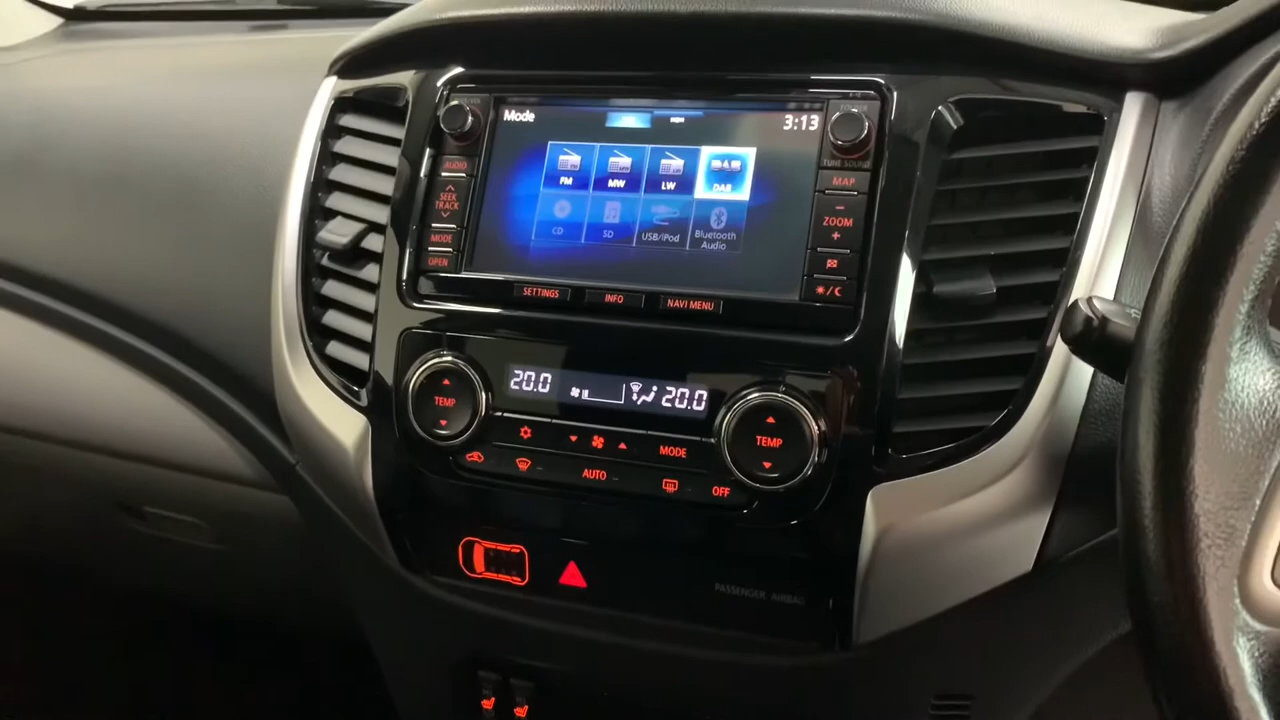 Mode
3:13
FM
MW
LW
DAB
CD
SD
USB/iPod
Bluetooth
Audio
AUDIO
SEEK
TRACK
MODE
OPEN
FOLDER
TUNE SOUND
MAP
ZOOM
SETTINGS
INFO
NAVI MENU
20.0
20.0
TEMP
TEMP
MODE
AUTO
OFF
PASSENGER AIRBAG